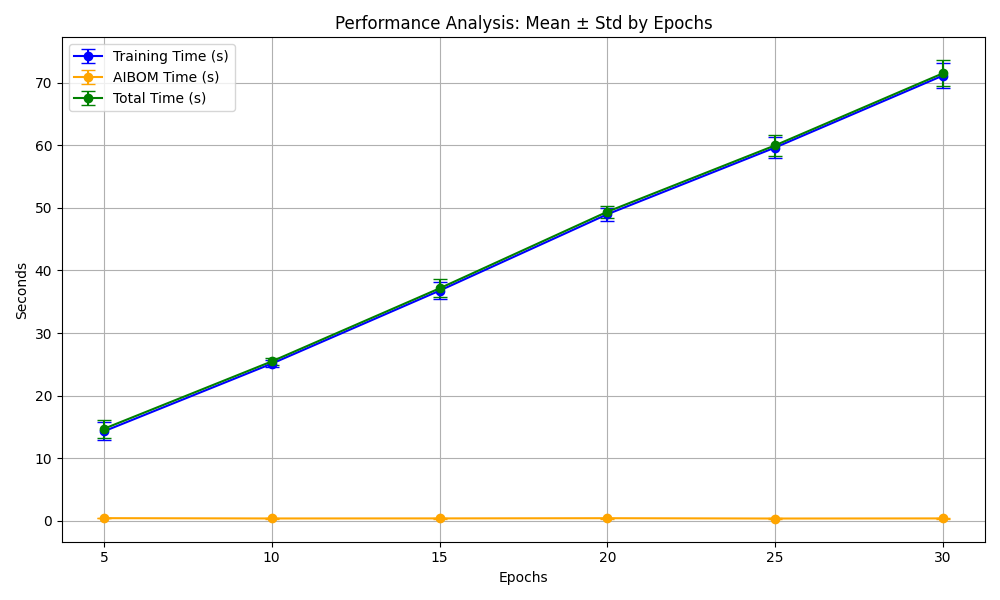 Performance Analysis: Mean ± Std by Epochs
Training Time (s)
AIBOM Time (s)
Total Time (s)
Seconds
70
60
50
40
30
20
10
0
5 10 15 20 25 30
Epochs